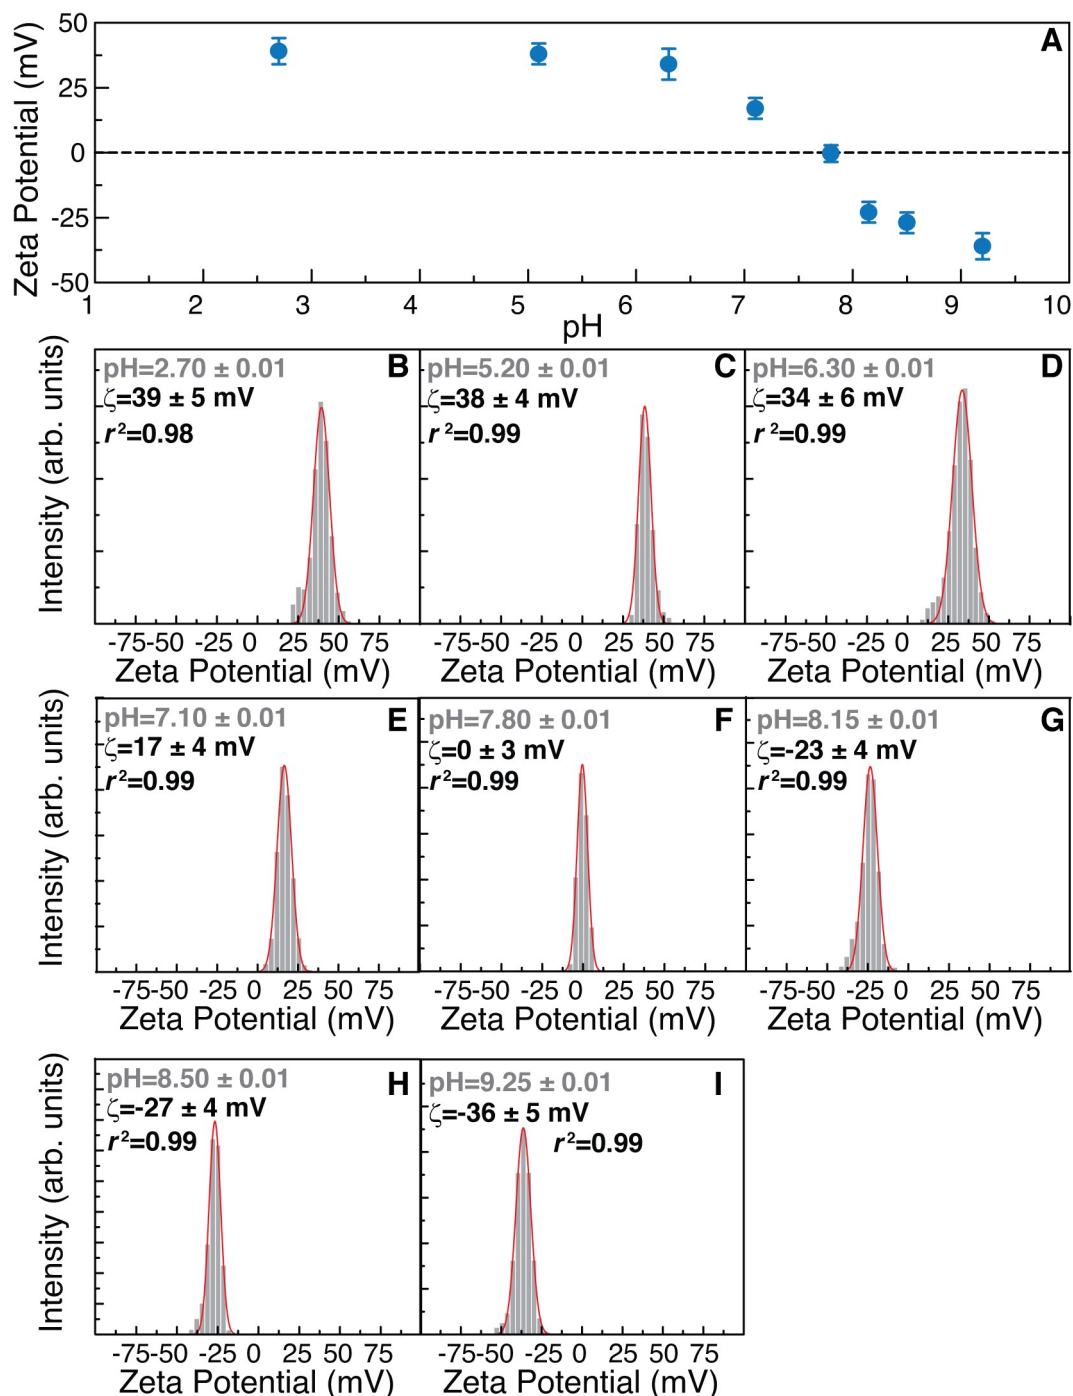 A
Zeta Potential (mV)
50
25
0
-25
-50
1 2 3 4 5 6 7 8 9 10
pH
Intensity (arb. units)
B
pH=2.70 ± 0.01
ζ=39 ± 5 mV
r²=0.98
-75 -50 -25 0 25 50 75
Zeta Potential (mV)
C
pH=5.20 ± 0.01
ζ=38 ± 4 mV
r²=0.99
-75 -50 -25 0 25 50 75
Zeta Potential (mV)
D
pH=6.30 ± 0.01
ζ=34 ± 6 mV
r²=0.99
-75 -50 -25 0 25 50 75
Zeta Potential (mV)
Intensity (arb. units)
E
pH=7.10 ± 0.01
ζ=17 ± 4 mV
r²=0.99
-75 -50 -25 0 25 50 75
Zeta Potential (mV)
F
pH=7.80 ± 0.01
ζ=0 ± 3 mV
r²=0.99
-75 -50 -25 0 25 50 75
Zeta Potential (mV)
G
pH=8.15 ± 0.01
ζ=-23 ± 4 mV
r²=0.99
-75 -50 -25 0 25 50 75
Zeta Potential (mV)
Intensity (arb. units)
H
pH=8.50 ± 0.01
ζ=-27 ± 4 mV
r²=0.99
-75 -50 -25 0 25 50 75
Zeta Potential (mV)
I
pH=9.25 ± 0.01
ζ=-36 ± 5 mV
r²=0.99
-75 -50 -25 0 25 50 75
Zeta Potential (mV)